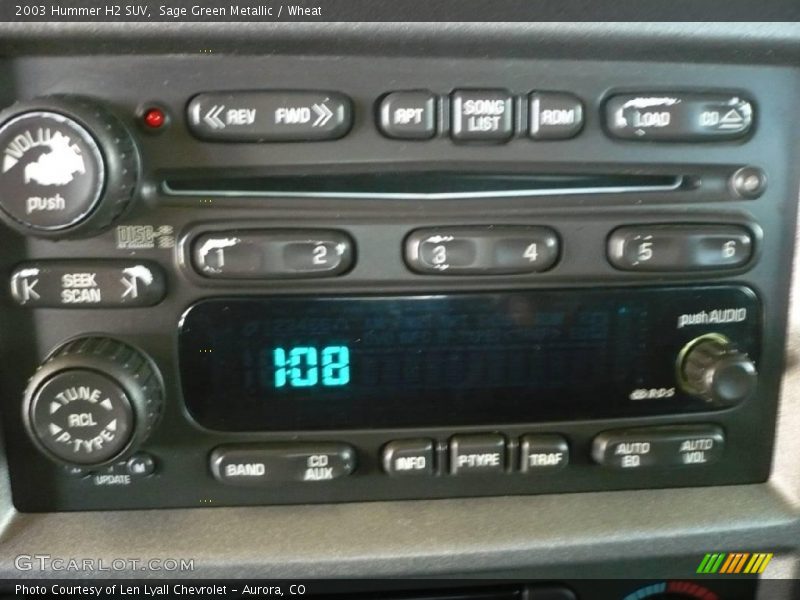 2003 Hummer H2 SUV, Sage Green Metallic / Wheat
REV FWD RPT SONG LIST RDM LOAD CD
VOLUME
push
DISC
1 2 3 4 5 6
SEEK SCAN
push AUDIO
108
RDS
TUNE
RCL
P-TYPE
UPDATE
BAND CD AUX INFO P-TYPE TRAF AUTO EQ AUTO VOL
GTCARLOT.COM
Photo Courtesy of Len Lyall Chevrolet - Aurora, CO